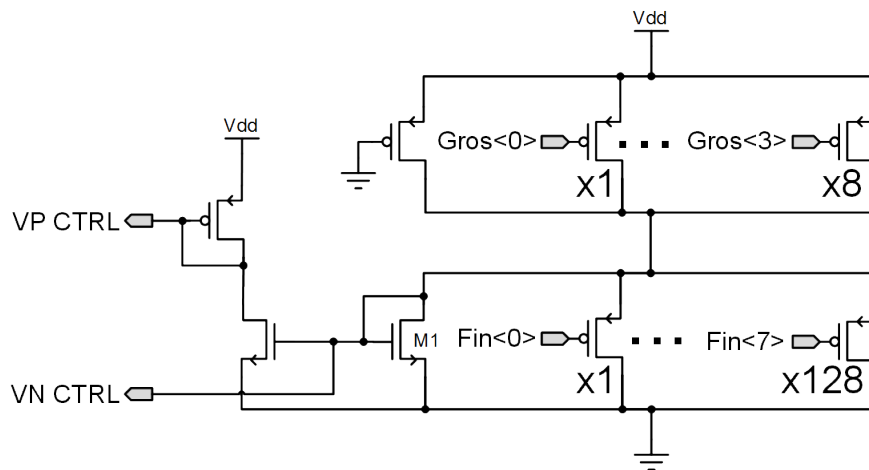 Vdd
Vdd
Gros<0>
Gros<3>
x1
x8
VP CTRL
M1
Fin<0>
Fin<7>
x1
x128
VN CTRL